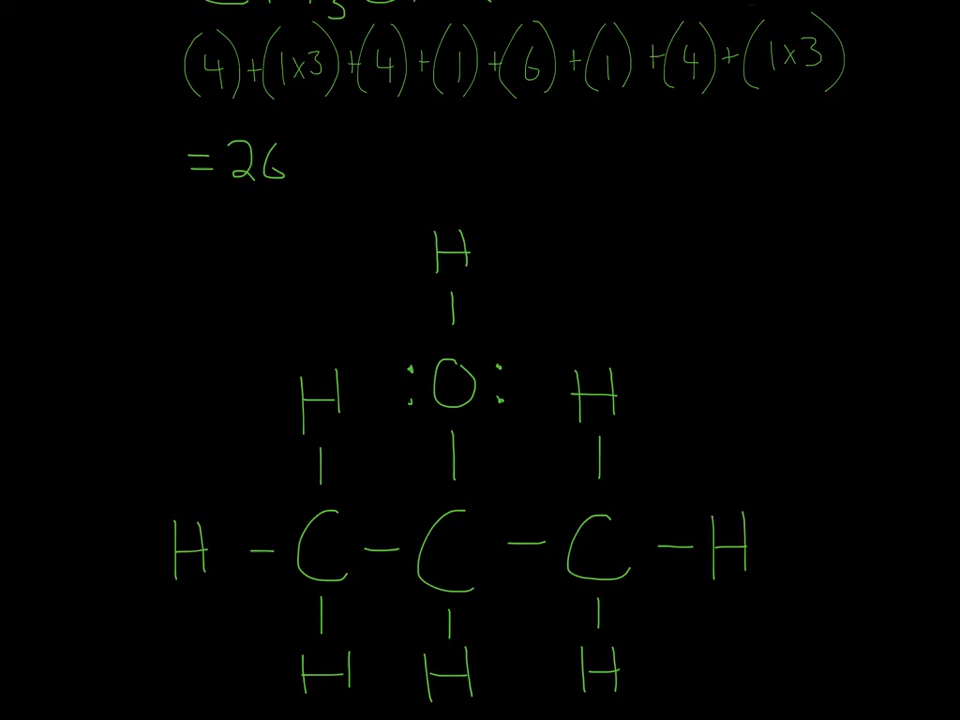 (4)+(1x3)+(4)+(1)+(6)+(1)+(4)+(1x3)
= 26
H
|
H :O: H
| | |
H - C - C - C - H
| | |
H H H